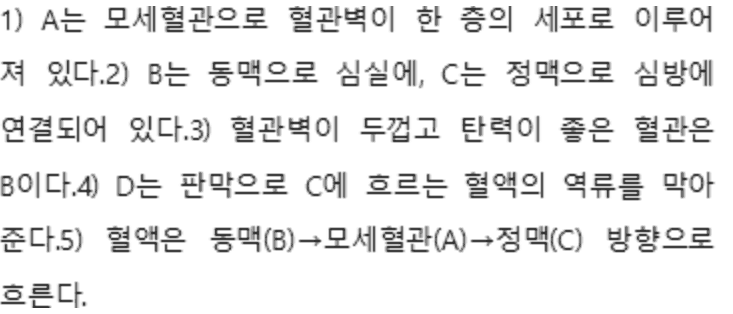 1) A는 모세혈관으로 혈관벽이 한 층의 세포로 이루어
져 있다.2) B는 동맥으로 심실에, C는 정맥으로 심방에
연결되어 있다.3) 혈관벽이 두껍고 탄력이 좋은 혈관은
B이다.4) D는 판막으로 C에 흐르는 혈액의 역류를 막아
준다.5) 혈액은 동맥(B)→모세혈관(A)→정맥(C) 방향으로
흐른다.